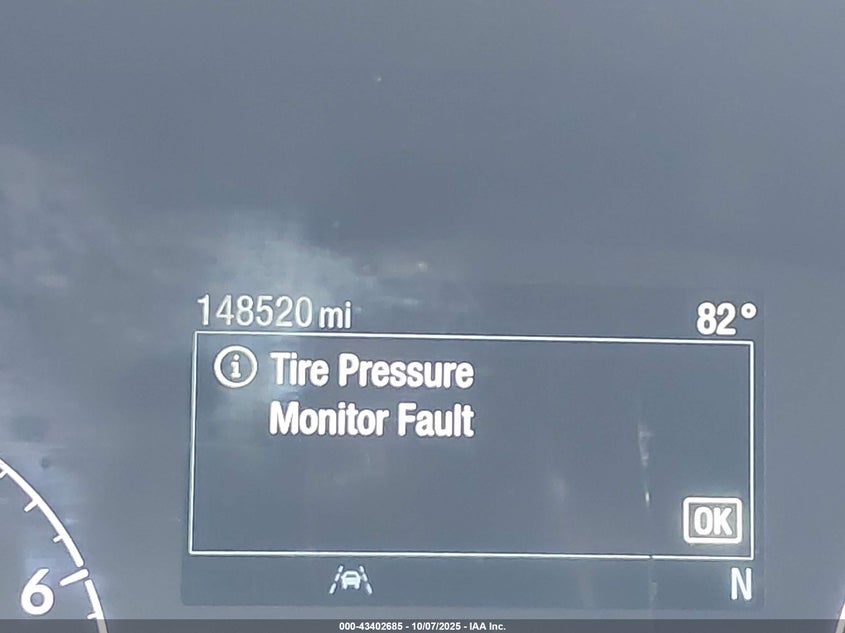 148520 mi 82°
Tire Pressure
Monitor Fault
OK
6
N
000-43402685 - 10/07/2025 - IAA Inc.